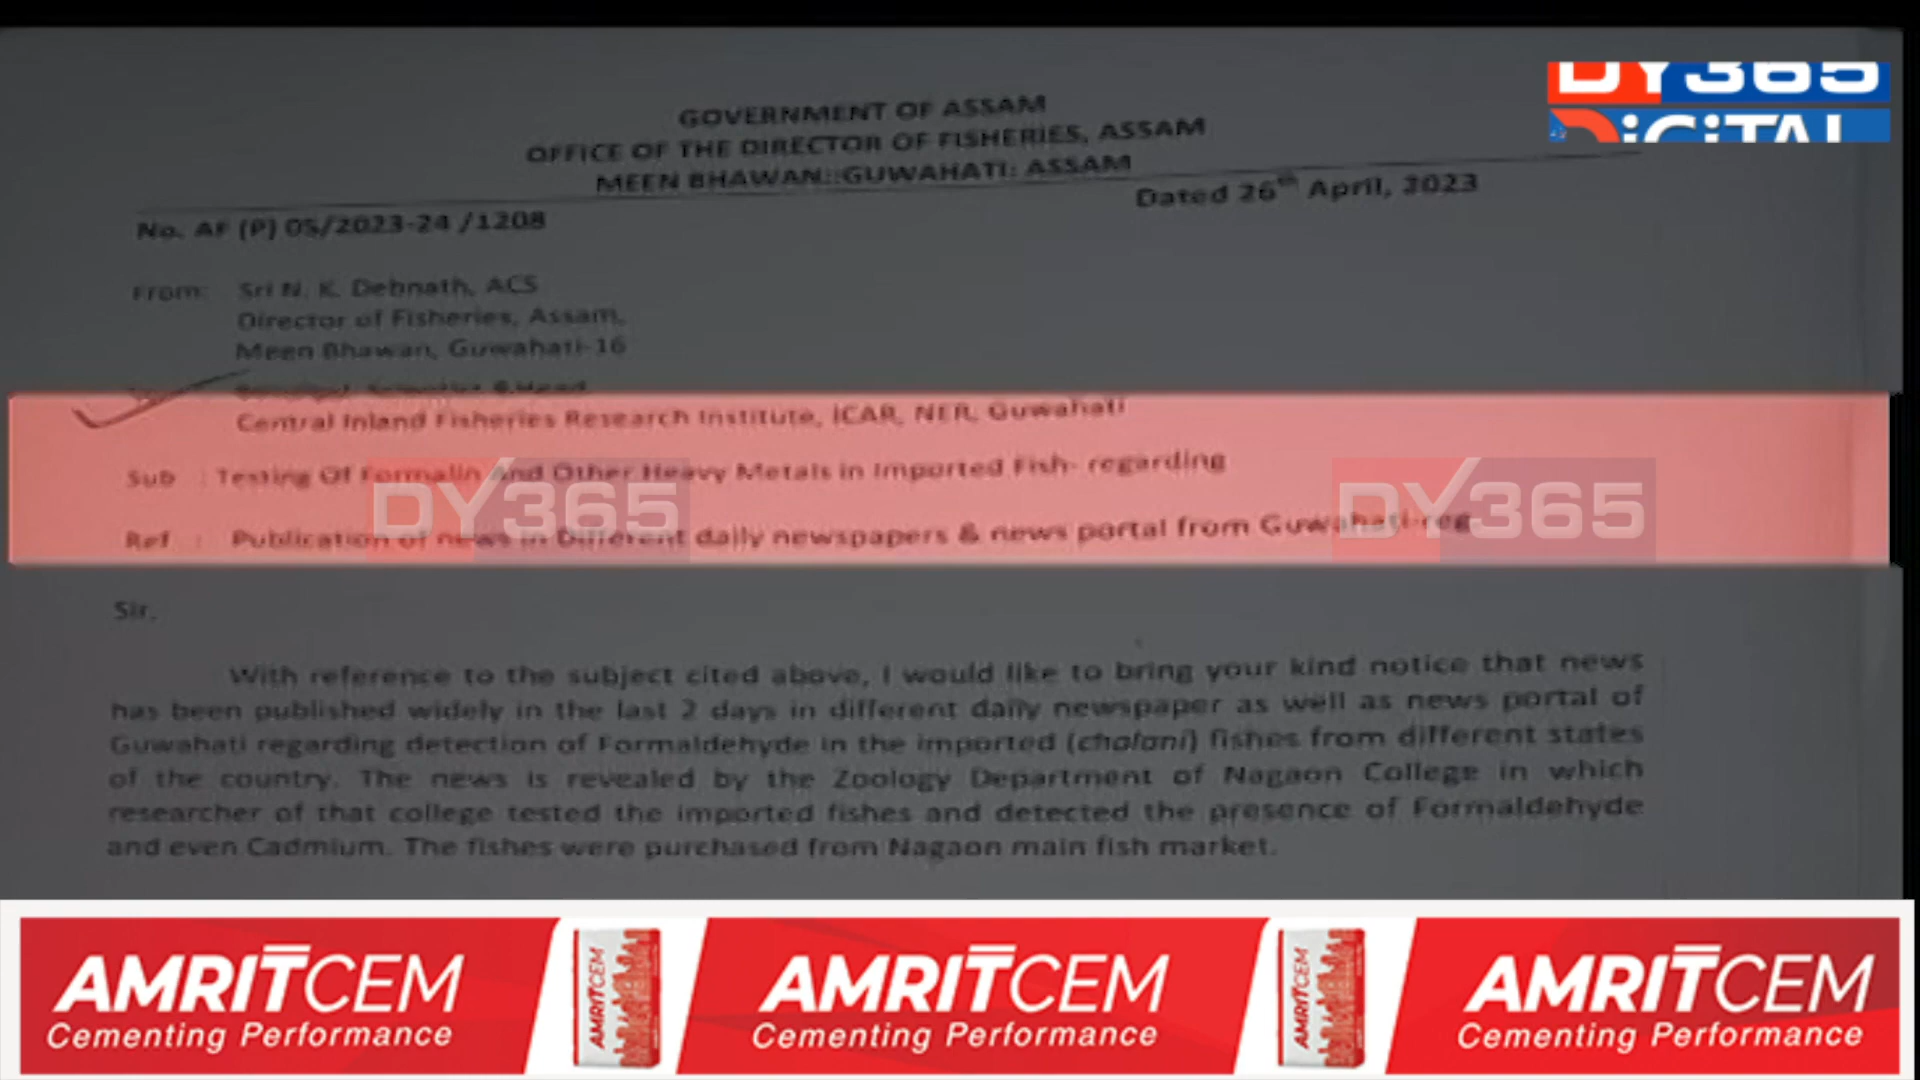 DY365
DiGiTAL
GOVERNMENT OF ASSAM
OFFICE OF THE DIRECTOR OF FISHERIES, ASSAM
MEEN BHAWAN::GUWAHATI: ASSAM
No. AF (P) 05/2023-24 /1208
Dated 26th April, 2023
From: Sri N. K. Debnath, ACS
Director of Fisheries, Assam,
Meen Bhawan, Guwahati-16
Principal Scientist & Head
Central Inland Fisheries Research Institute, ICAR, NER, Guwahati
Sub : Testing Of Formalin And Other Heavy Metals in Imported Fish- regarding
Ref : Publication of news in Different daily newspapers & news portal from Guwahati-reg
DY365
DY365
Sir,
With reference to the subject cited above, I would like to bring your kind notice that news
has been published widely in the last 2 days in different daily newspaper as well as news portal of
Guwahati regarding detection of Formaldehyde in the imported (chalani) fishes from different states
of the country. The news is revealed by the Zoology Department of Nagaon College in which
researcher of that college tested the imported fishes and detected the presence of Formaldehyde
and even Cadmium. The fishes were purchased from Nagaon main fish market.
AMRITCEM
Cementing Performance
AMRITCEM
AMRITCEM
Cementing Performance
AMRITCEM
AMRITCEM
Cementing Performance